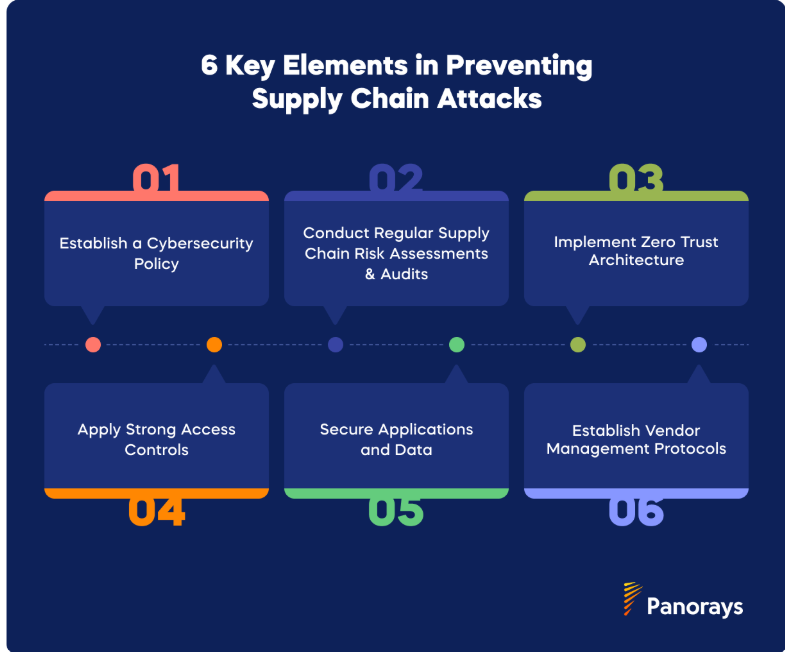 6 Key Elements in Preventing
Supply Chain Attacks
01
Establish a Cybersecurity
Policy
02
Conduct Regular Supply
Chain Risk Assessments
& Audits
03
Implement Zero Trust
Architecture
Apply Strong Access
Controls
04
Secure Applications
and Data
05
Establish Vendor
Management Protocols
06
Panorays